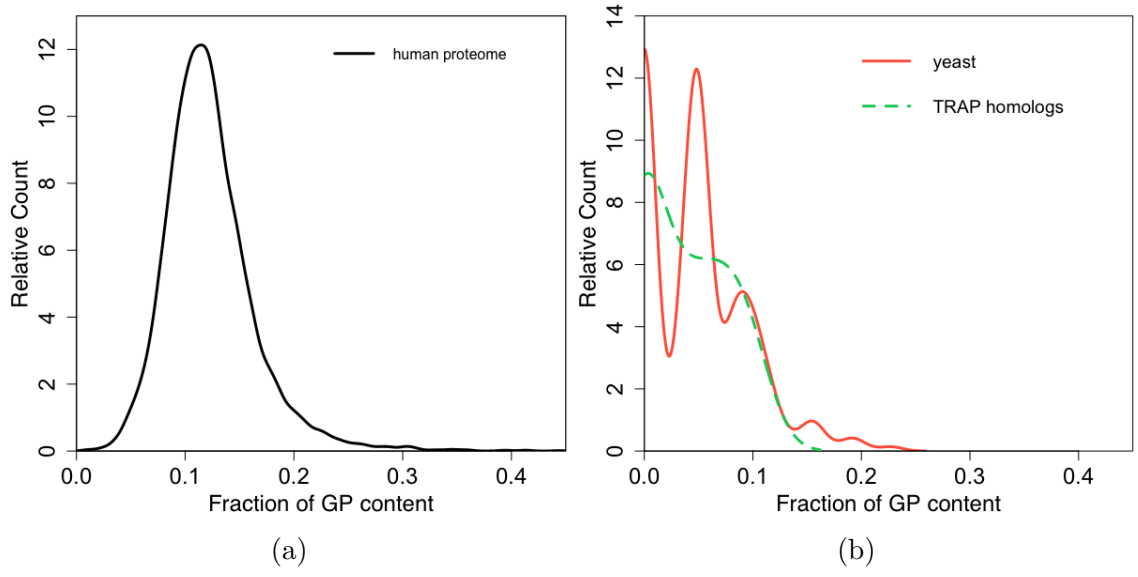 human proteome
Relative Count
0 2 4 6 8 10 12
0.0 0.1 0.2 0.3 0.4
Fraction of GP content
(a)
yeast
TRAP homologs
Relative Count
0 2 4 6 8 10 12 14
0.0 0.1 0.2 0.3 0.4
Fraction of GP content
(b)